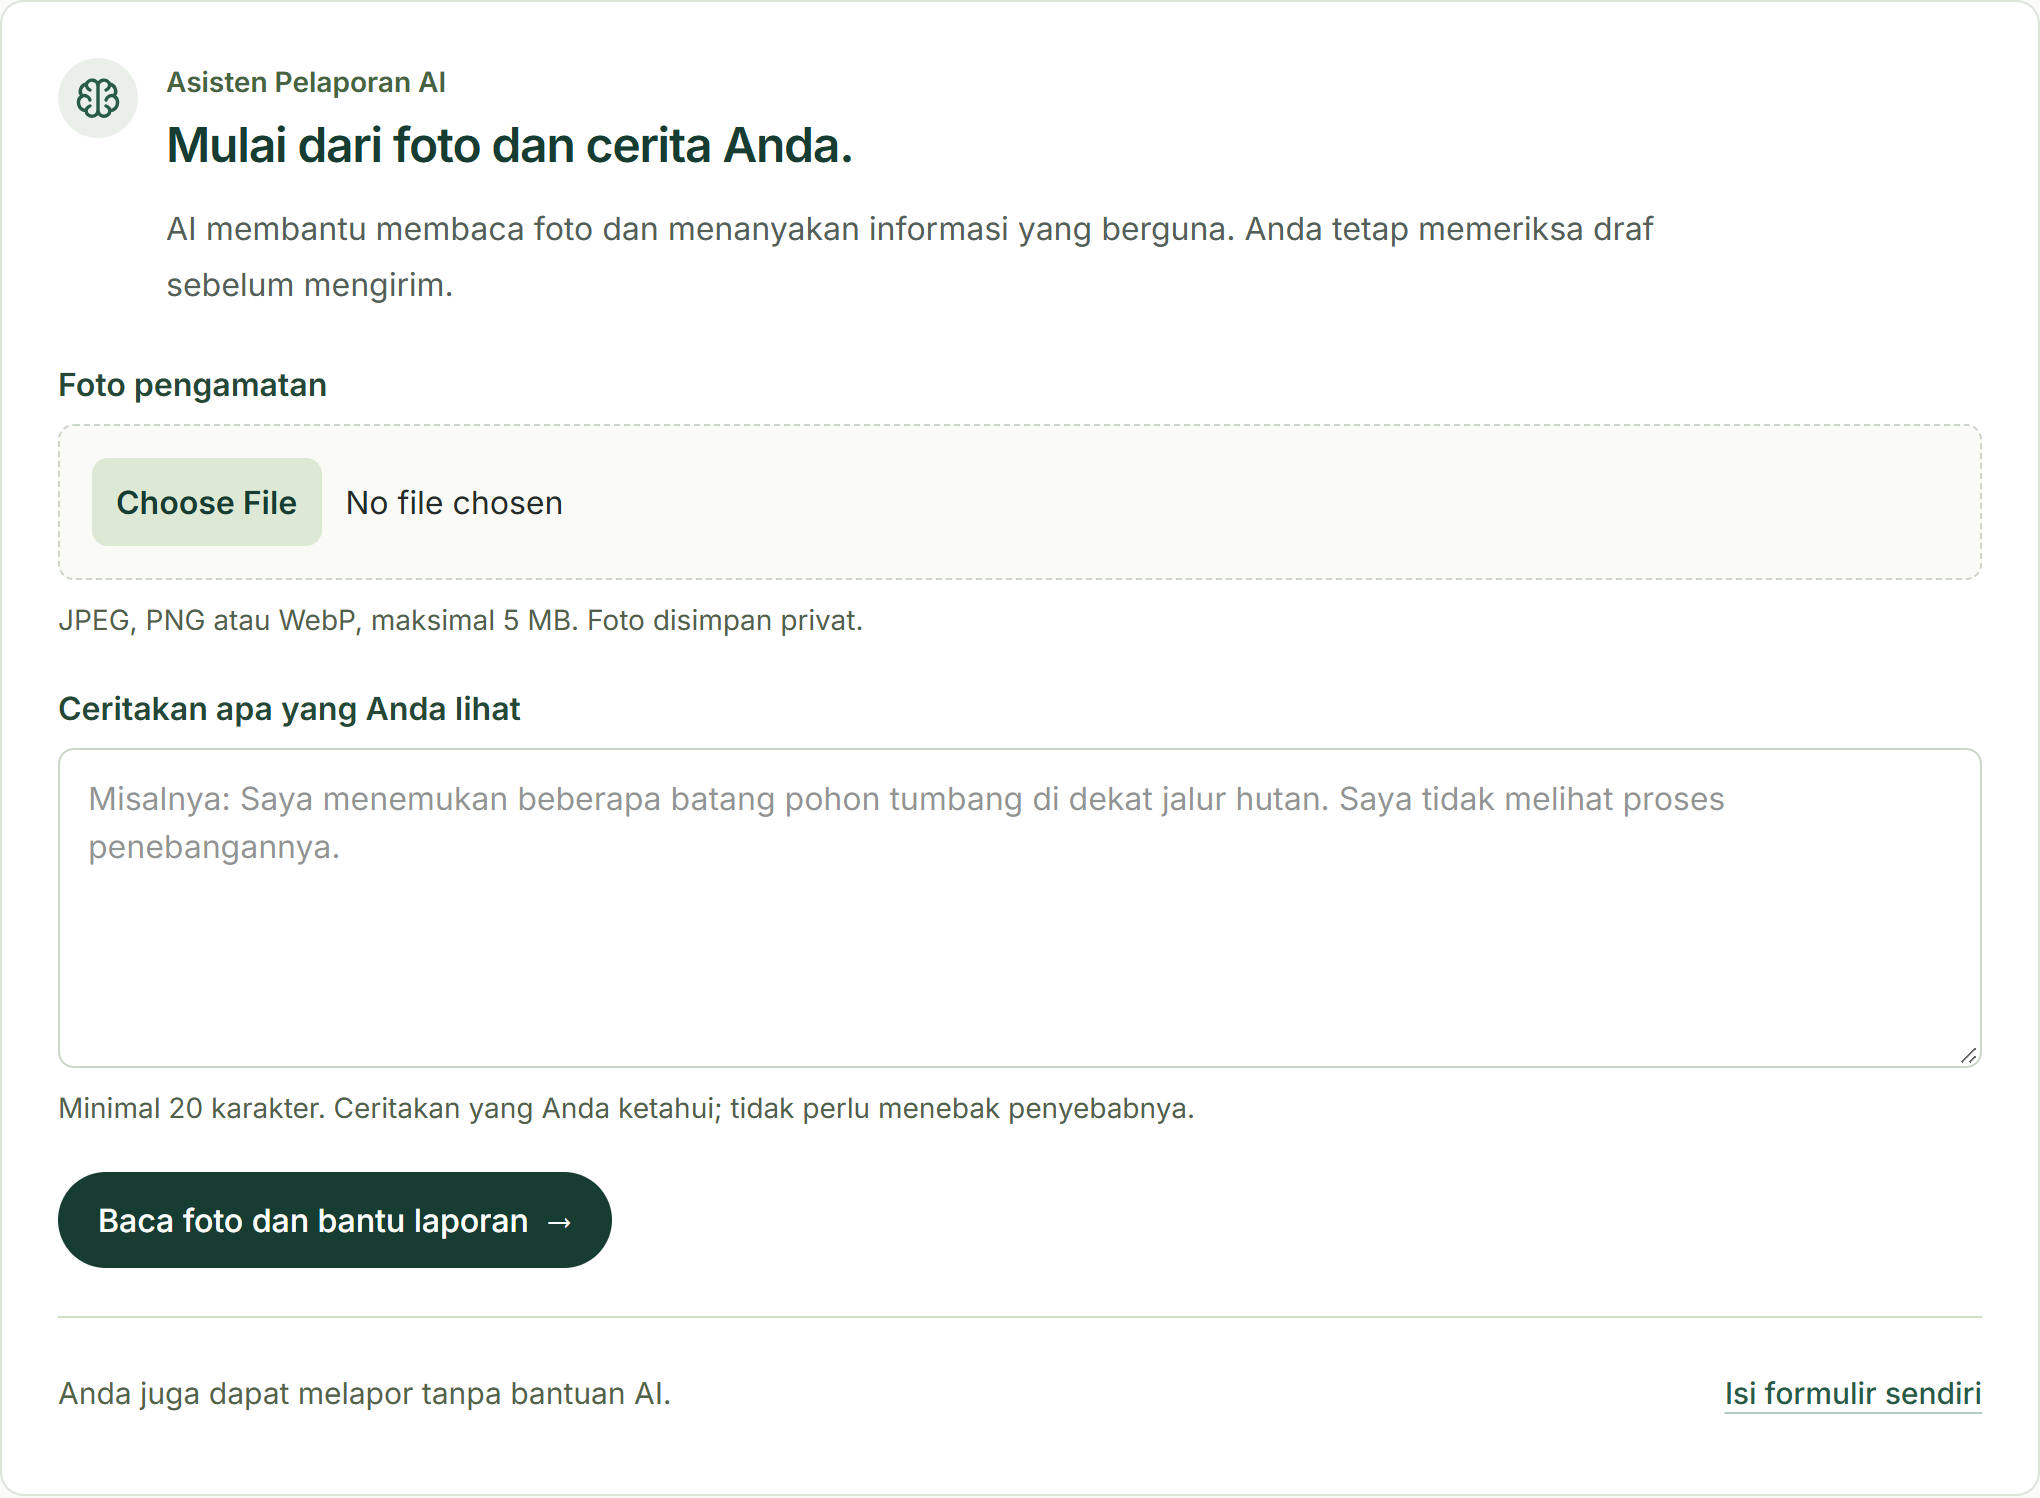 Asisten Pelaporan AI
Mulai dari foto dan cerita Anda.
AI membantu membaca foto dan menanyakan informasi yang berguna. Anda tetap memeriksa draf
sebelum mengirim.
Foto pengamatan
Choose File No file chosen
JPEG, PNG atau WebP, maksimal 5 MB. Foto disimpan privat.
Ceritakan apa yang Anda lihat
Misalnya: Saya menemukan beberapa batang pohon tumbang di dekat jalur hutan. Saya tidak melihat proses
penebangannya.
Minimal 20 karakter. Ceritakan yang Anda ketahui; tidak perlu menebak penyebabnya.
Baca foto dan bantu laporan →
Anda juga dapat melapor tanpa bantuan AI. Isi formulir sendiri